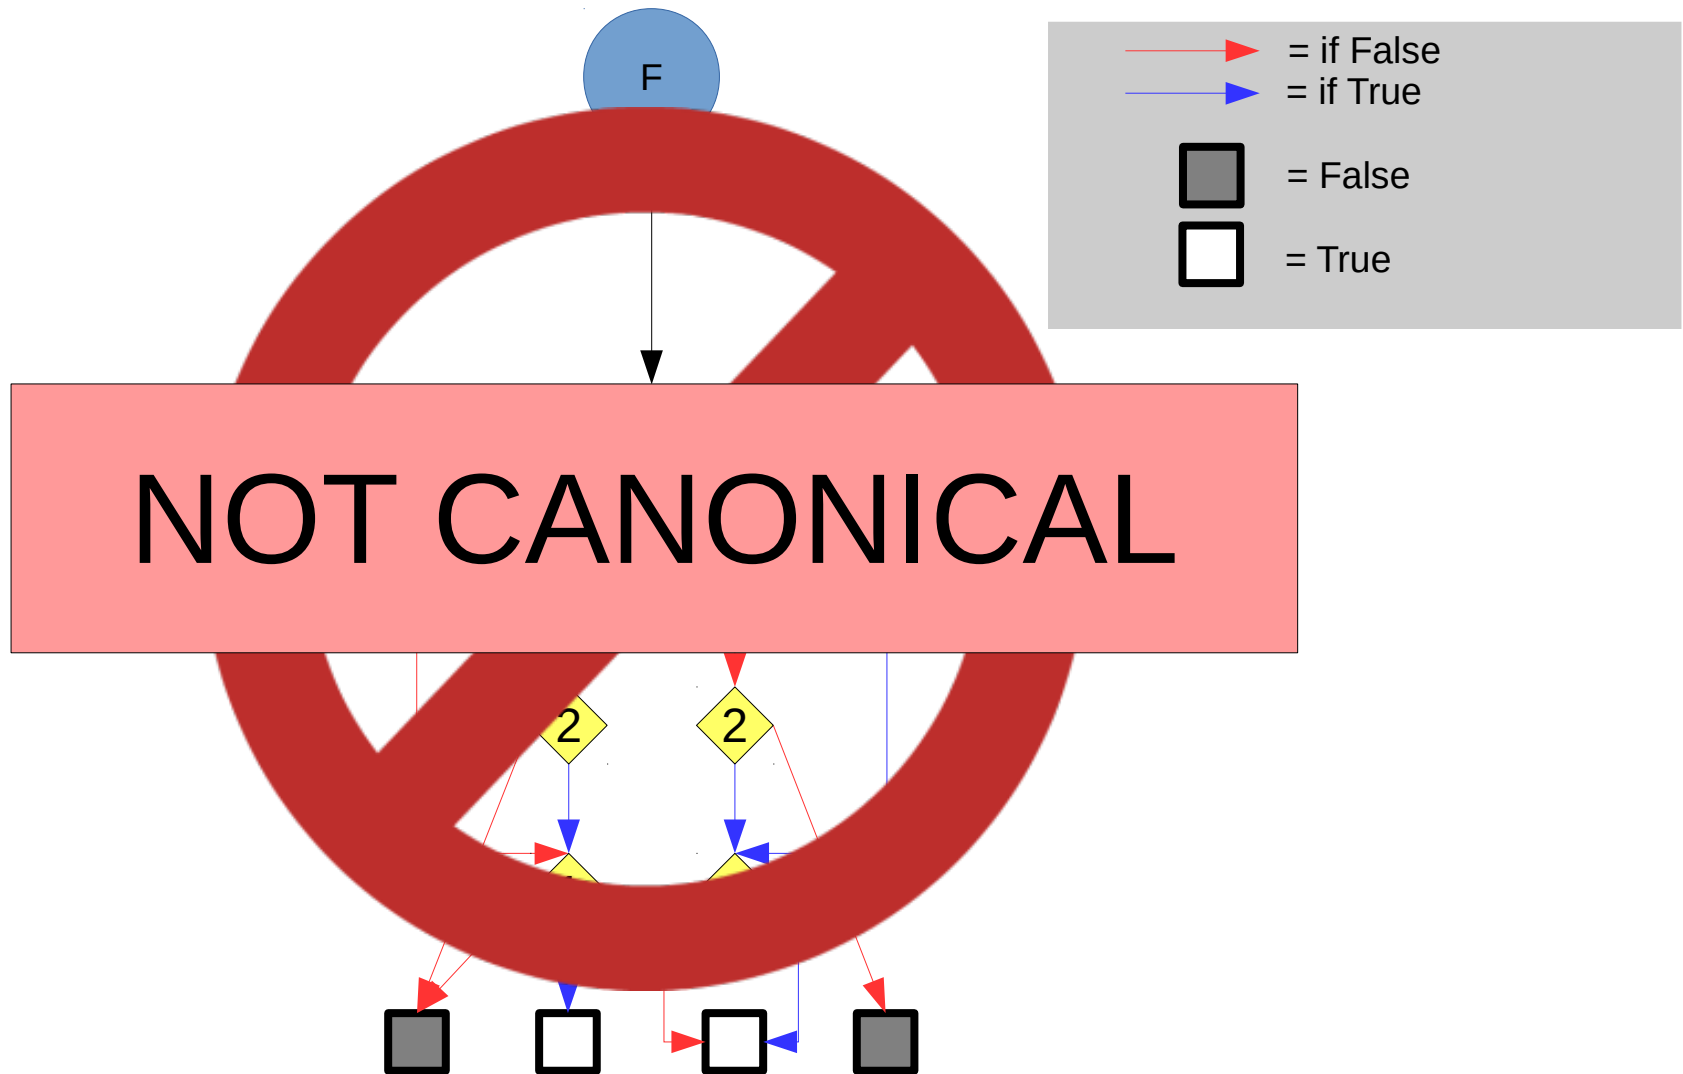 F
= if False
= if True
= False
= True
NOT CANONICAL
2 2